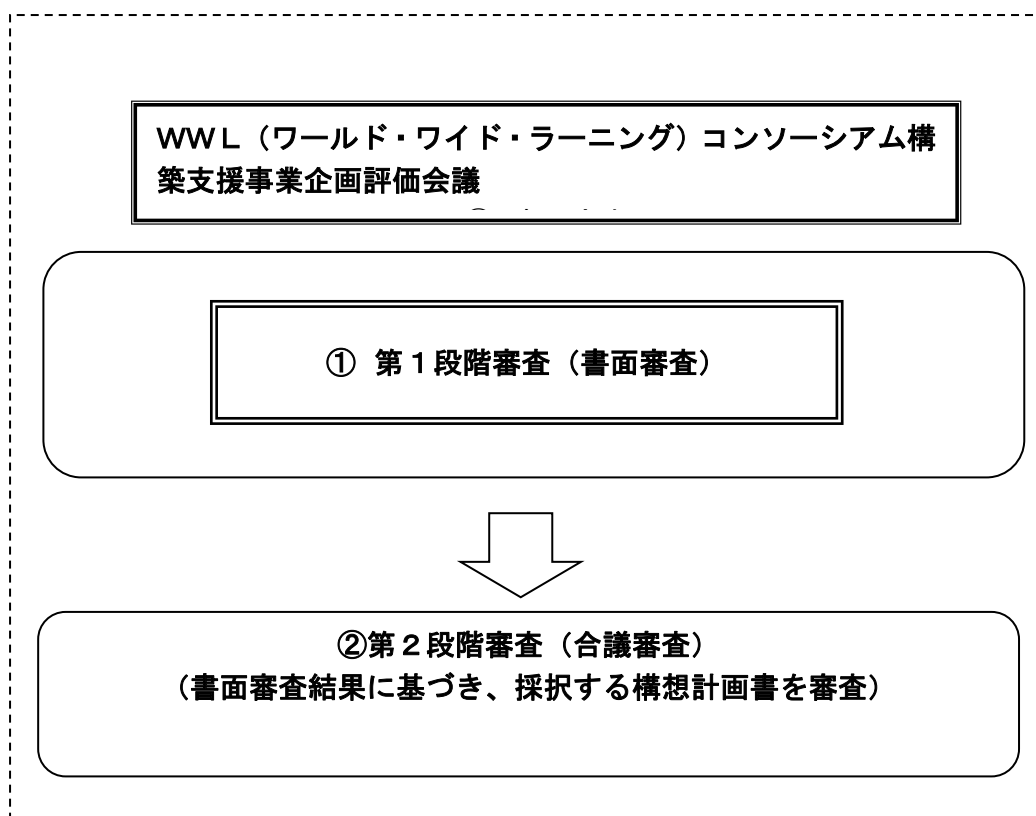 ＷＷＬ（ワールド・ワイド・ラーニング）コンソーシアム構
築支援事業企画評価会議
① 第１段階審査（書面審査）
②第２段階審査（合議審査）
（書面審査結果に基づき、採択する構想計画書を審査）